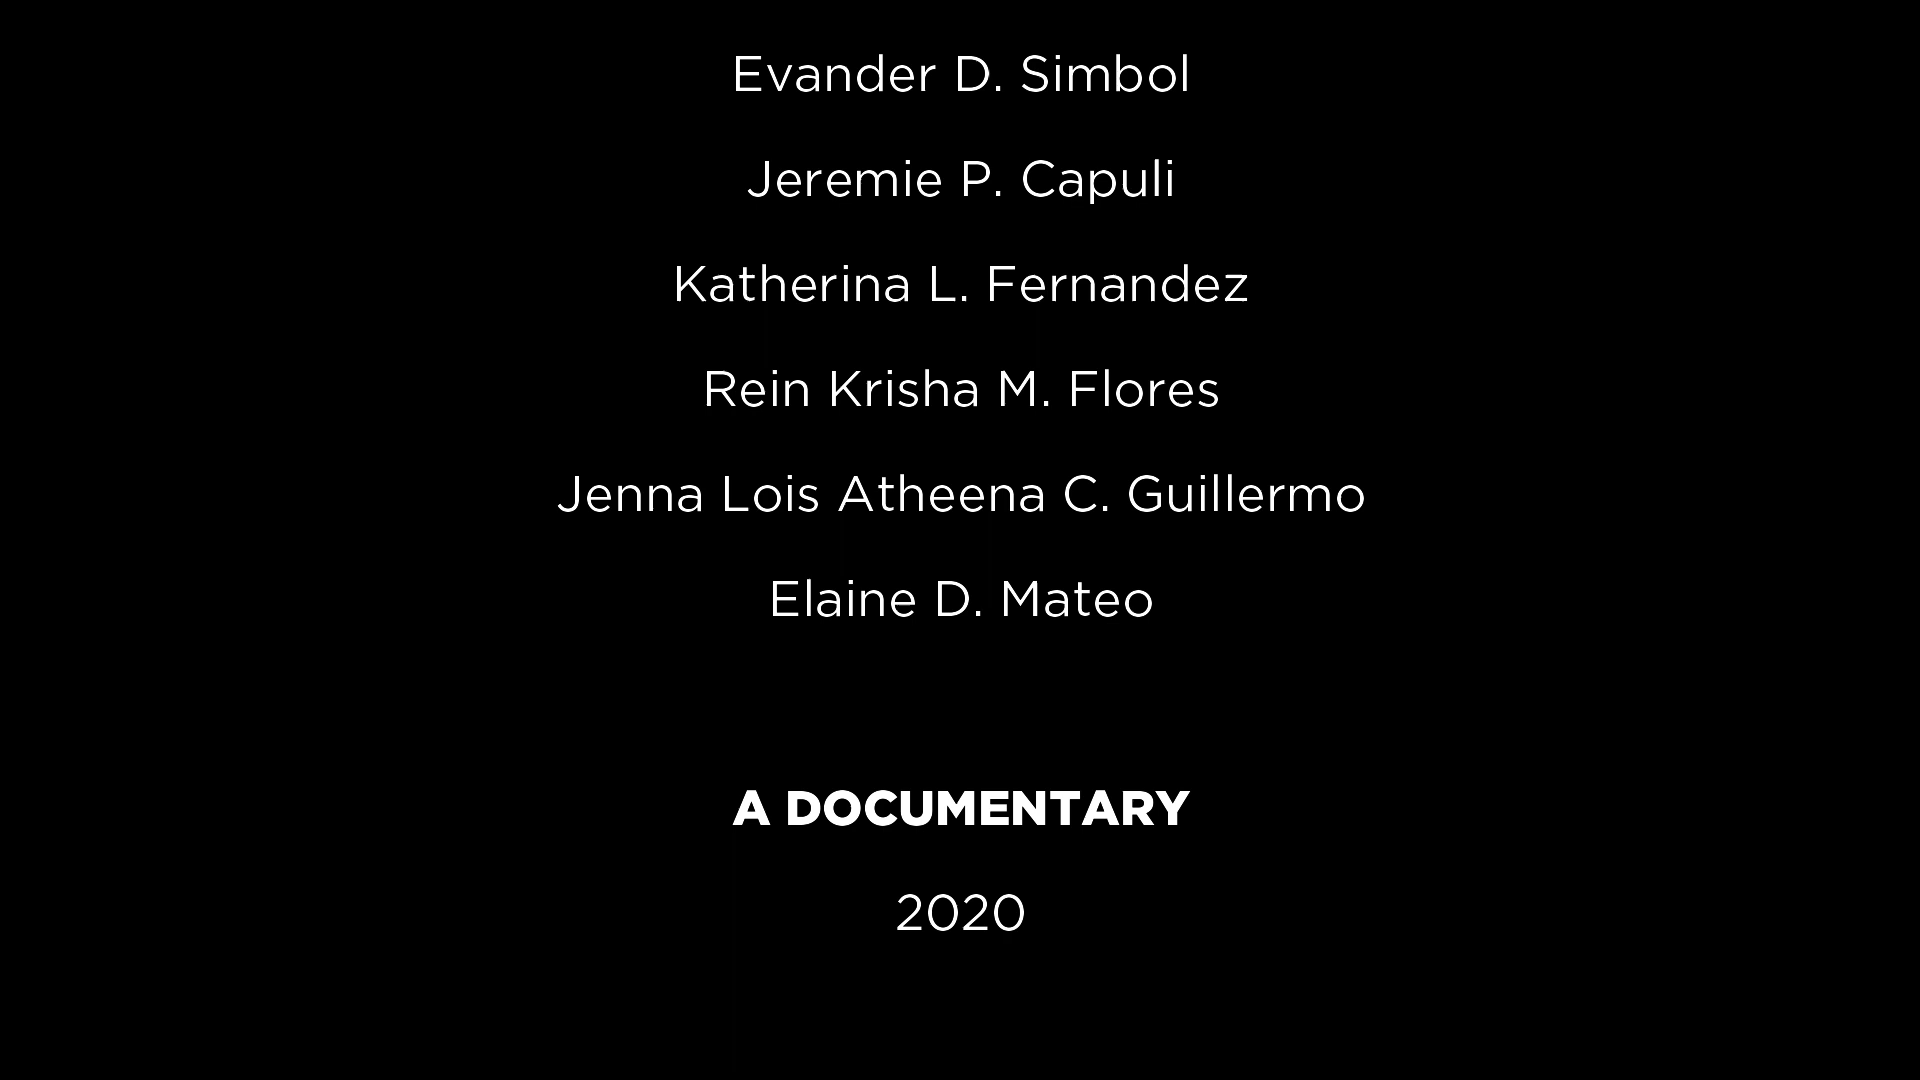 Evander D. Simbol
Jeremie P. Capuli
Katherina L. Fernandez
Rein Krisha M. Flores
Jenna Lois Atheena C. Guillermo
Elaine D. Mateo
A DOCUMENTARY
2020